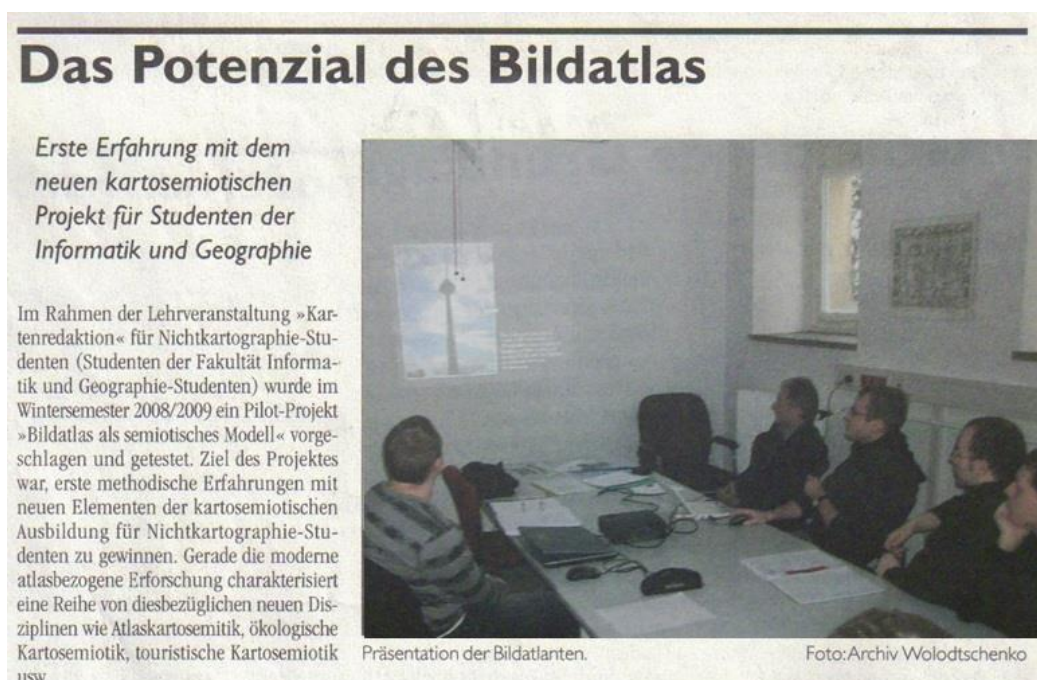 Das Potenzial des Bildatlas
Erste Erfahrung mit dem
neuen kartosemiotischen
Projekt für Studenten der
Informatik und Geographie
Im Rahmen der Lehrveranstaltung »Kar-
tenredaktion« für Nichtkartographie-Stu-
denten (Studenten der Fakultät Informa-
tik und Geographie-Studenten) wurde im
Wintersemester 2008/2009 ein Pilot-Projekt
»Bildatlas als semiotisches Modell« vorge-
schlagen und getestet. Ziel des Projektes
war, erste methodische Erfahrungen mit
neuen Elementen der kartosemiotischen
Ausbildung für Nichtkartographie-Stu-
denten zu gewinnen. Gerade die moderne
atlasbezogene Erforschung charakterisiert
eine Reihe von diesbezüglichen neuen Dis-
ziplinen wie Atlaskartosemitik, ökologische
Kartosemiotik, touristische Kartosemiotik
usw
Präsentation der Bildatlanten.
Foto: Archiv Wolodtschenko